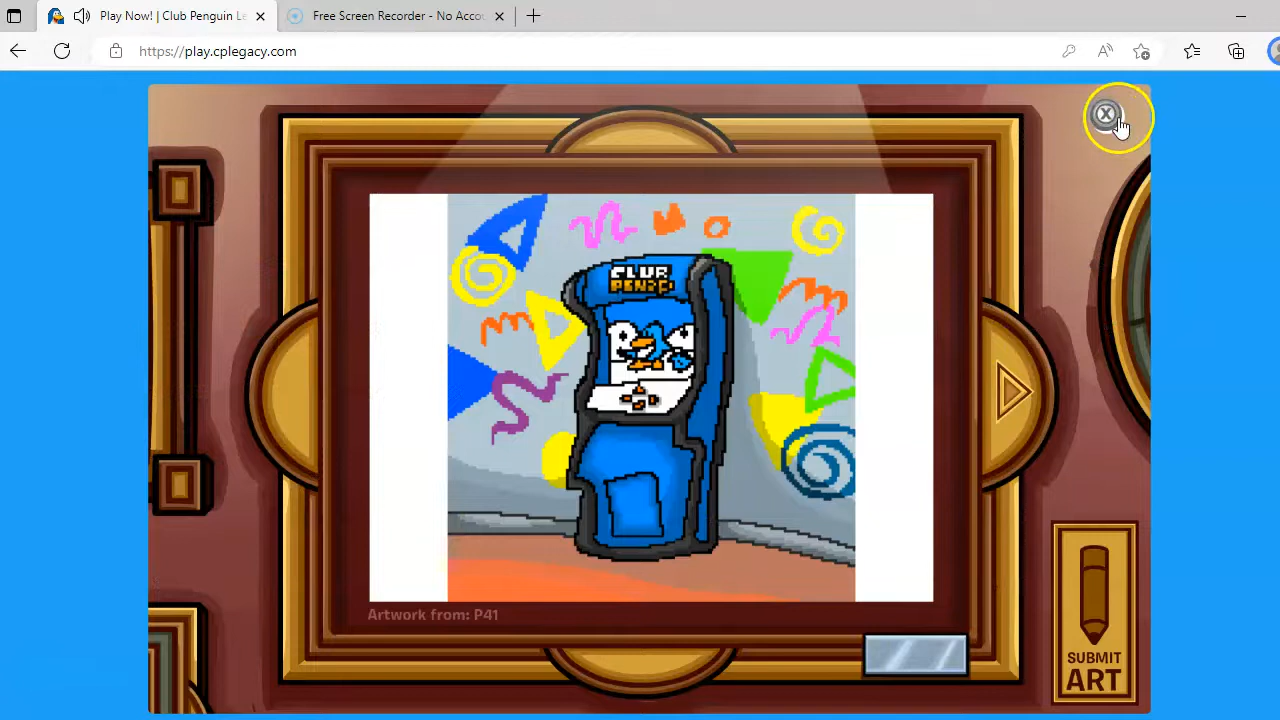 Play Now! | Club Penguin Le
Free Screen Recorder - No Accou
https://play.cplegacy.com
X
CLUB
Artwork from: P41
SUBMIT
ART